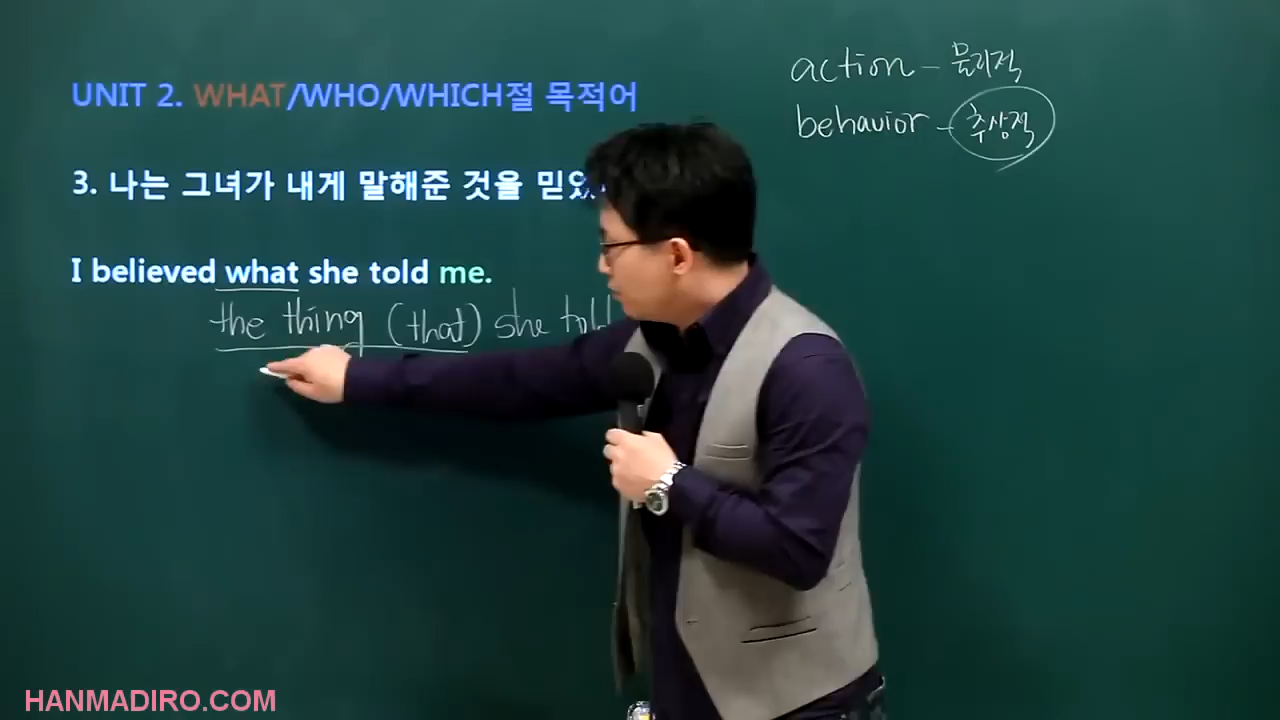 UNIT 2. WHAT/WHO/WHICH절 목적어
3. 나는 그녀가 내게 말해준 것을 믿었
I believed what she told me.
the thing (that) she told
action - 물리적
behavior - 추상적
HANMADIRO.COM